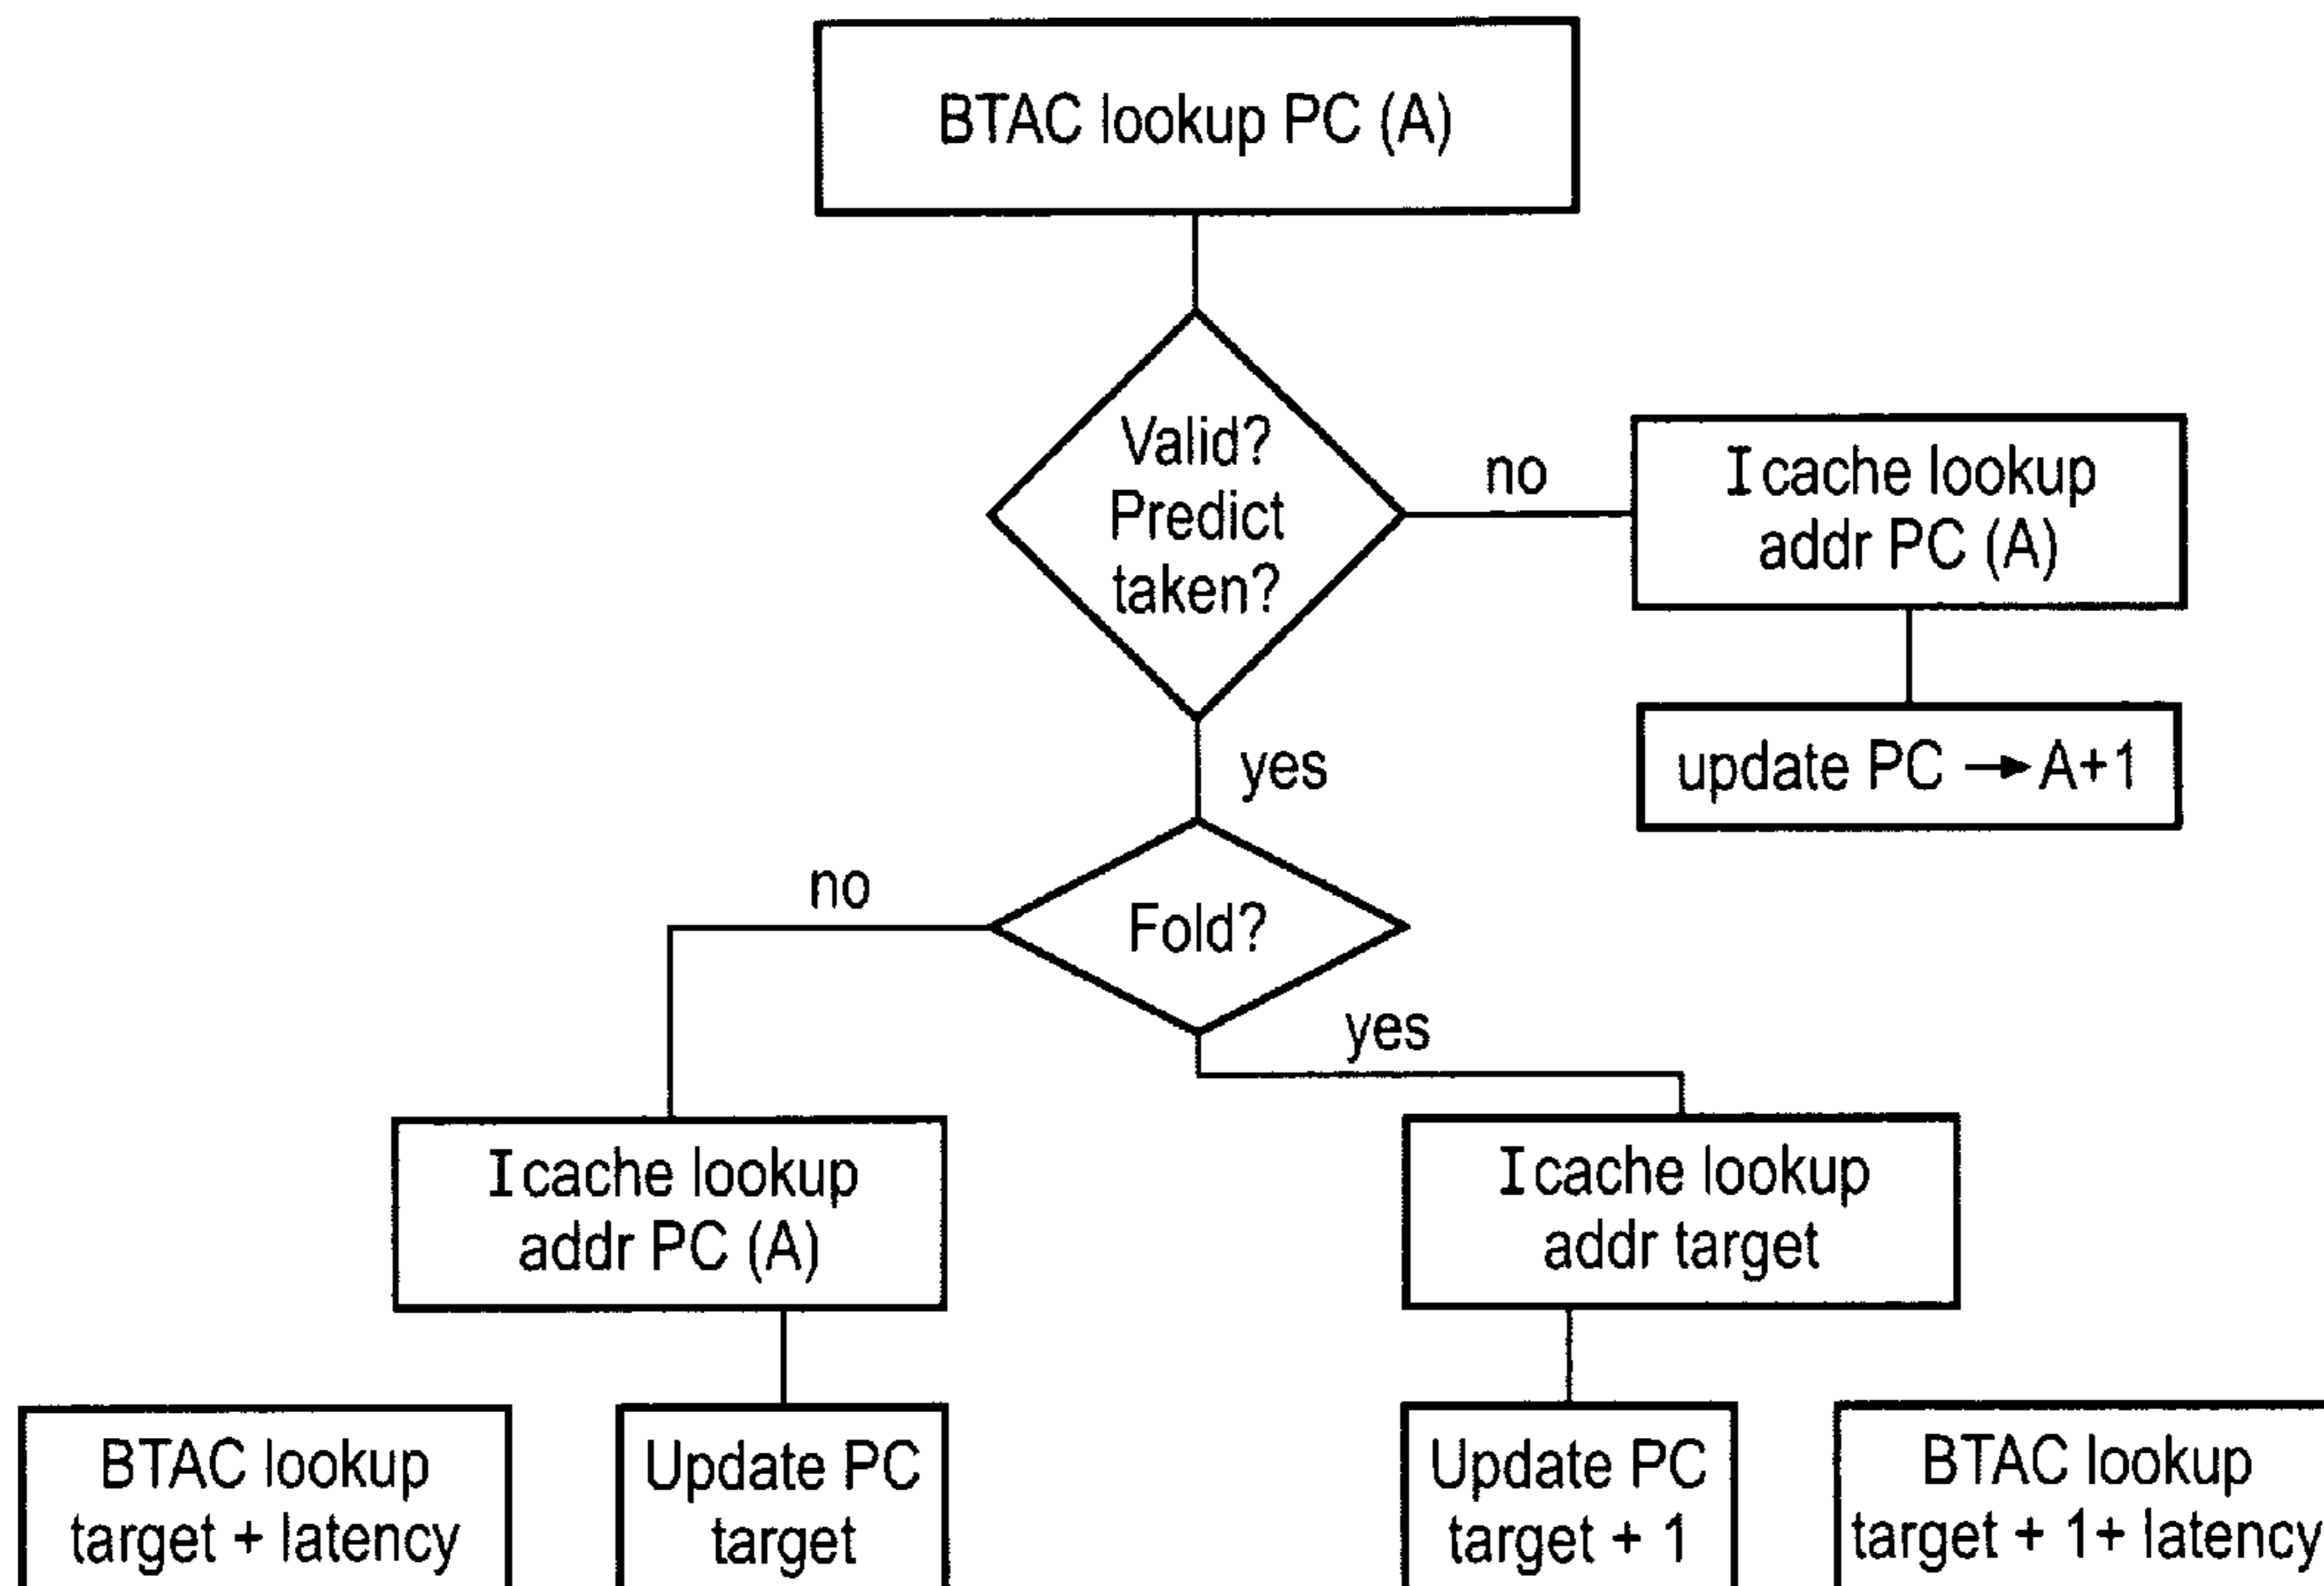 BTAC lookup PC (A)
Valid?
Predict
taken?
no
I cache lookup
addr PC (A)
yes
update PC → A+1
no
Fold?
yes
I cache lookup
addr PC (A)
I cache lookup
addr target
BTAC lookup
target + latency
Update PC
target
Update PC
target + 1
BTAC lookup
target + 1+ latency